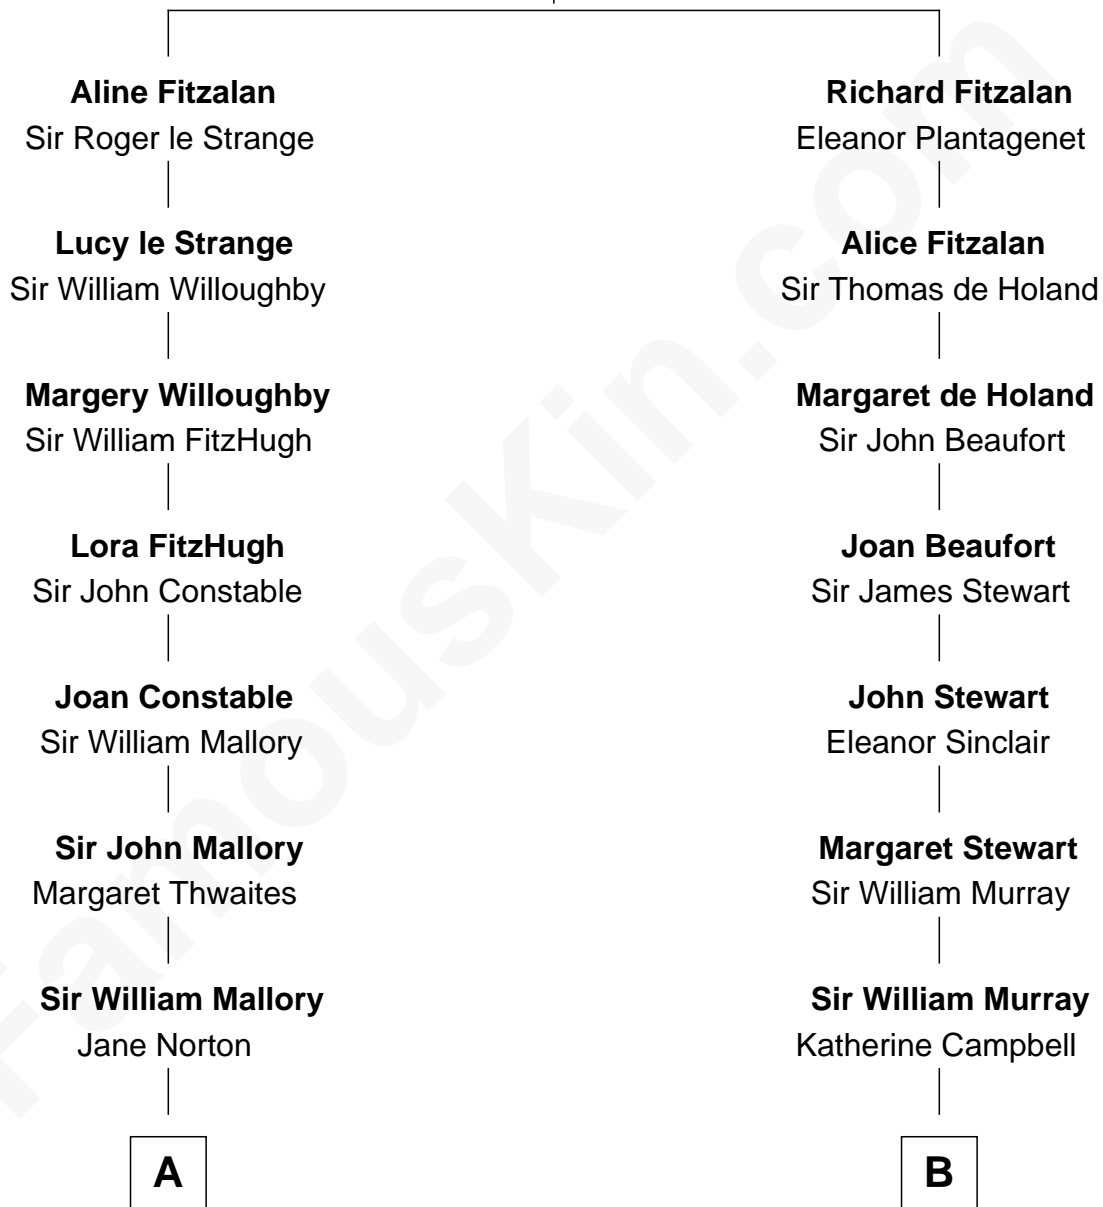 Aline Fitzalan
Sir Roger le Strange
Lucy le Strange
Sir William Willoughby
Margery Willoughby
Sir William FitzHugh
Lora FitzHugh
Sir John Constable
Joan Constable
Sir William Mallory
Sir John Mallory
Margaret Thwaites
Sir William Mallory
Jane Norton
A
Richard Fitzalan
Eleanor Plantagenet
Alice Fitzalan
Sir Thomas de Holand
Margaret de Holand
Sir John Beaufort
Joan Beaufort
Sir James Stewart
John Stewart
Eleanor Sinclair
Margaret Stewart
Sir William Murray
Sir William Murray
Katherine Campbell
B
FamousKin.com